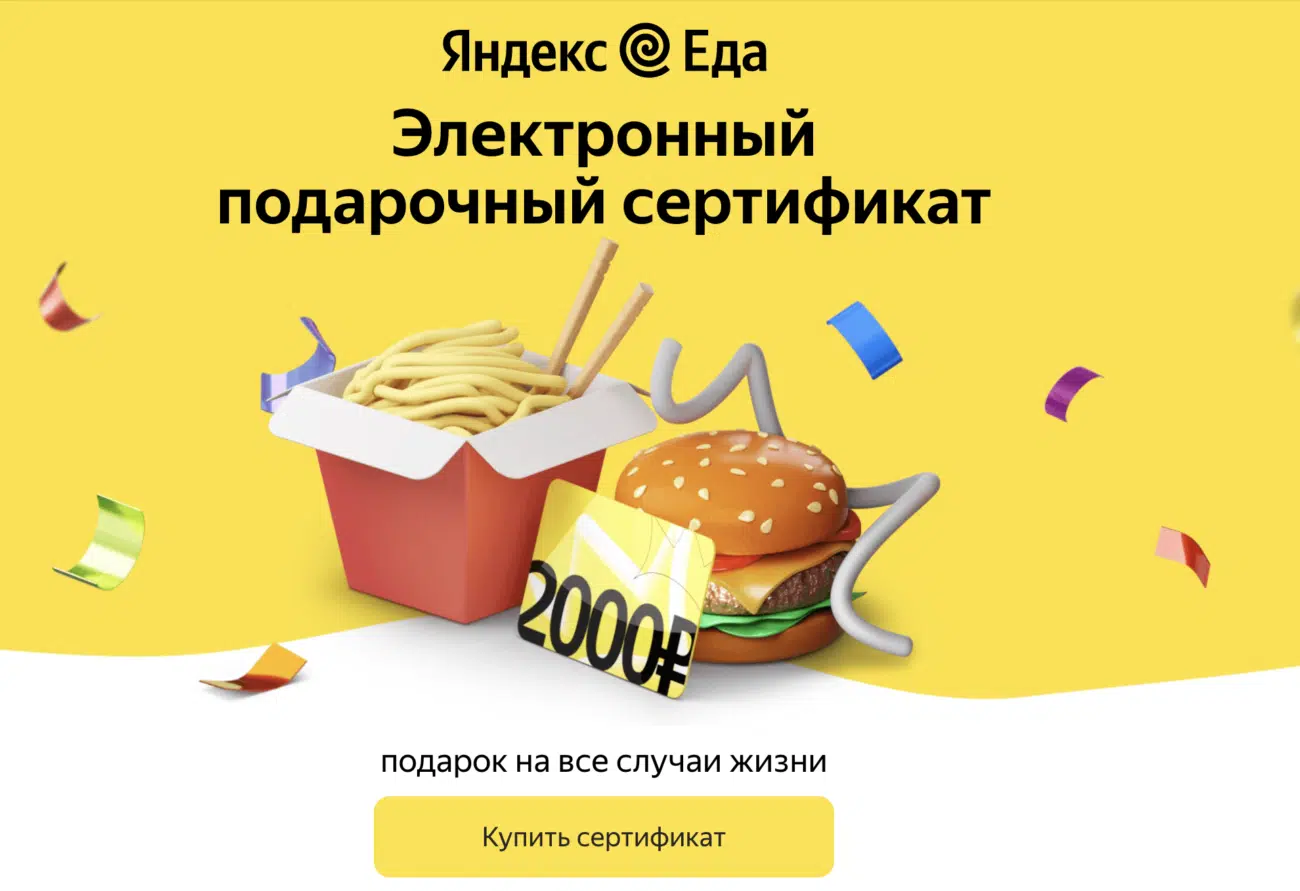 Яндекс Еда
Электронный
подарочный сертификат
2000₽
подарок на все случаи жизни
Купить сертификат